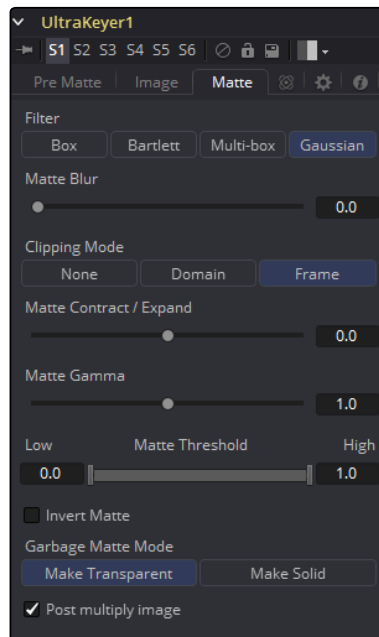 UltraKeyer1
S1 S2 S3 S4 S5 S6
Pre Matte Image Matte
Filter
Box Bartlett Multi-box Gaussian
Matte Blur
0.0
Clipping Mode
None Domain Frame
Matte Contract / Expand
0.0
Matte Gamma
1.0
Low Matte Threshold High
0.0 1.0
Invert Matte
Garbage Matte Mode
Make Transparent Make Solid
Post multiply image